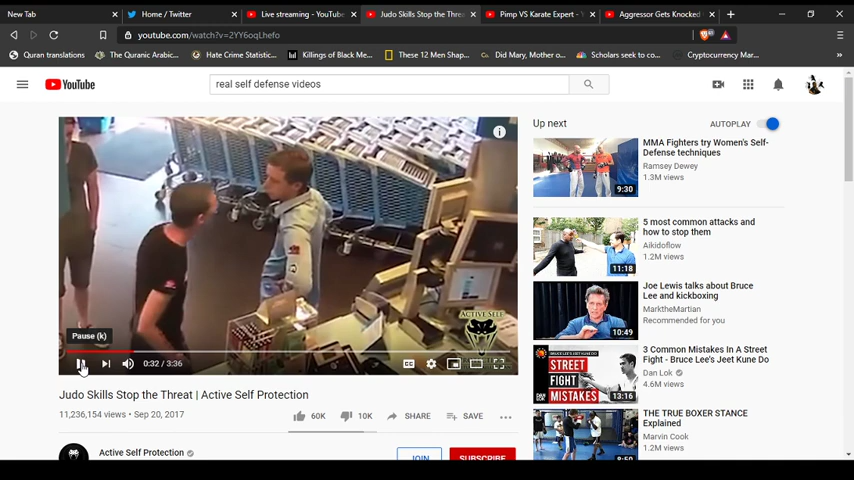 New Tab
Home / Twitter
Live streaming - YouTube
Judo Skills Stop the Threa
Pimp VS Karate Expert - Y
Aggressor Gets Knocked
youtube.com/watch?v=2YY6oqLhefo
Quran translations
The Quranic Arabic...
Hate Crime Statistic...
Killings of Black Me...
These 12 Men Shap...
Did Mary, Mother o...
Scholars seek to co...
Cryptocurrency Mar...
YouTube
real self defense videos
Up next
AUTOPLAY
MMA Fighters try Women's Self-
Defense techniques
Ramsey Dewey
1.3M views
9:30
5 most common attacks and
how to stop them
Aikidoflow
1.2M views
11:18
Joe Lewis talks about Bruce
Lee and kickboxing
MarktheMartian
Recommended for you
10:49
3 Common Mistakes In A Street
Fight - Bruce Lee's Jeet Kune Do
Dan Lok
4.6M views
STREET
FIGHT
MISTAKES
13:16
THE TRUE BOXER STANCE
Explained
Marvin Cook
1.2M views
8:50
ACTIVE SELF
Pause (k)
0:32 / 3:36
Judo Skills Stop the Threat | Active Self Protection
11,236,154 views • Sep 20, 2017
60K
10K
SHARE
SAVE
Active Self Protection
JOIN
SUBSCRIBE